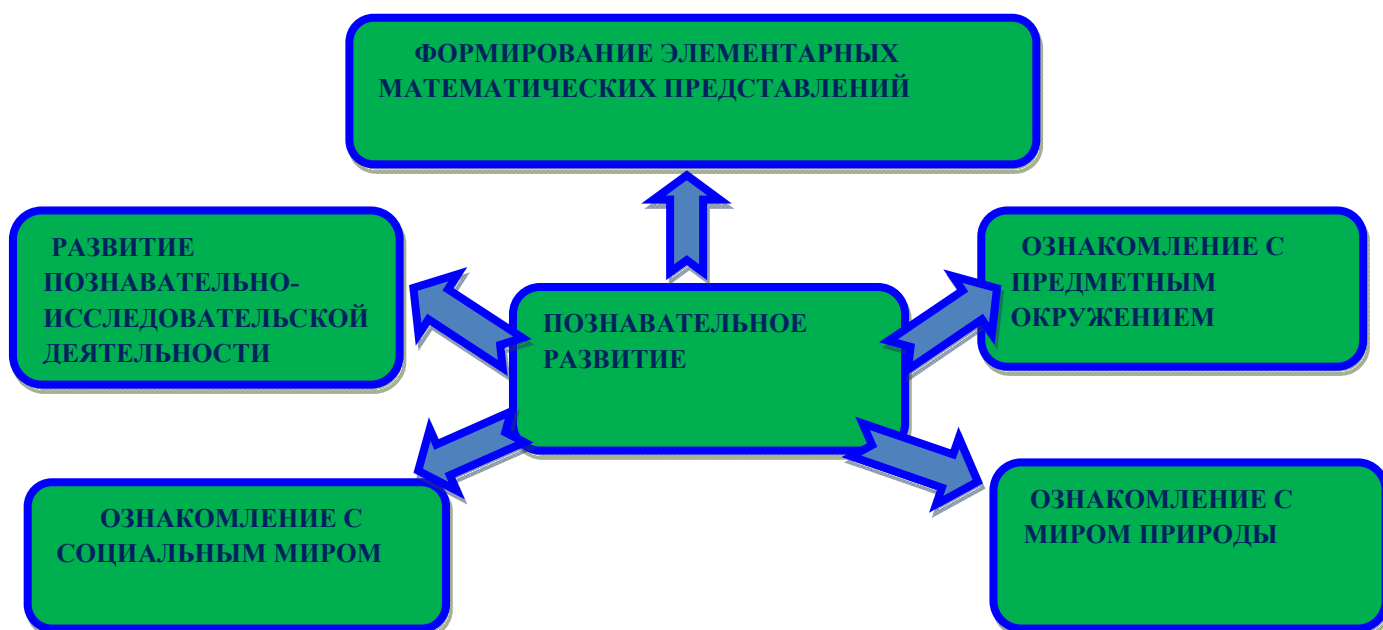 ФОРМИРОВАНИЕ ЭЛЕМЕНТАРНЫХ
МАТЕМАТИЧЕСКИХ ПРЕДСТАВЛЕНИЙ
РАЗВИТИЕ
ПОЗНАВАТЕЛЬНО-
ИССЛЕДОВАТЕЛЬСКОЙ
ДЕЯТЕЛЬНОСТИ
ОЗНАКОМЛЕНИЕ С
ПРЕДМЕТНЫМ
ОКРУЖЕНИЕМ
ПОЗНАВАТЕЛЬНОЕ
РАЗВИТИЕ
ОЗНАКОМЛЕНИЕ С
СОЦИАЛЬНЫМ МИРОМ
ОЗНАКОМЛЕНИЕ С
МИРОМ ПРИРОДЫ